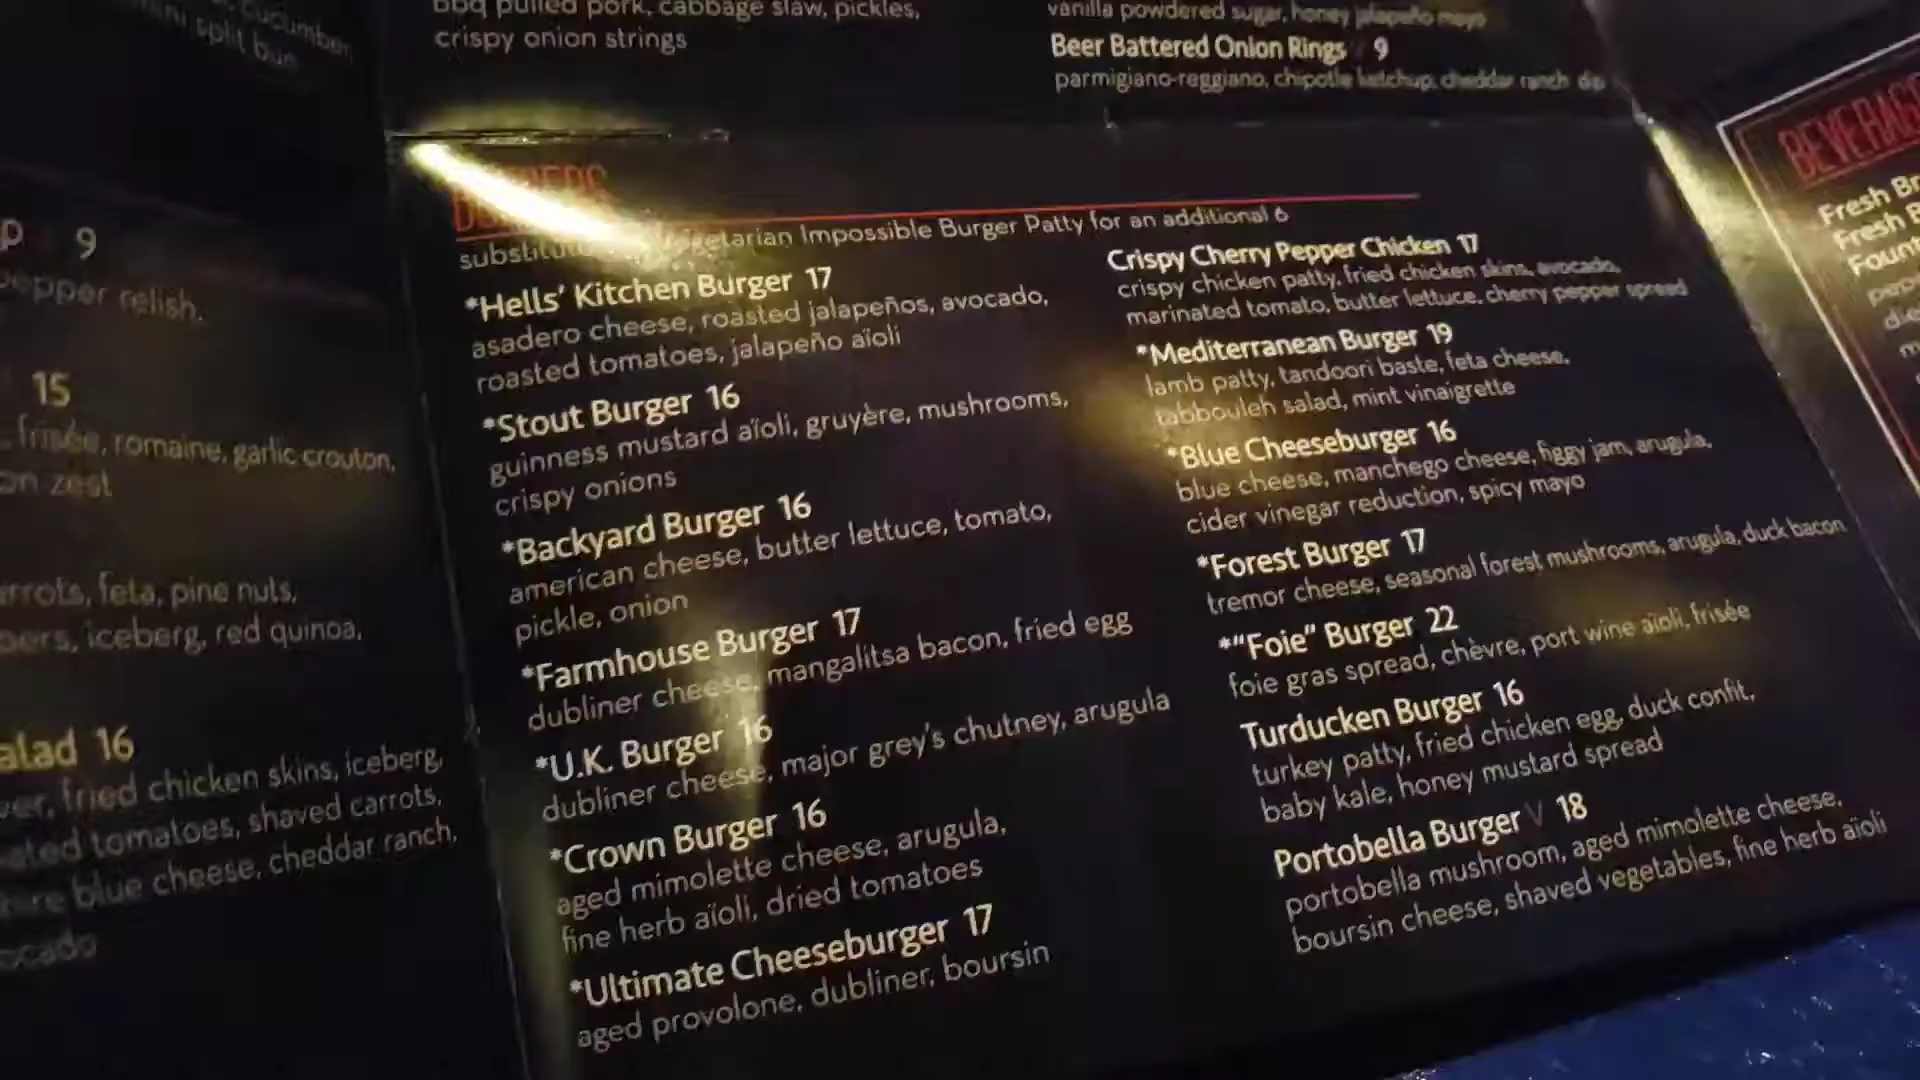 cucumber,
mini split bun
bbq pulled pork, cabbage slaw, pickles,
crispy onion strings
vanilla powdered sugar, honey jalapeño mayo
Beer Battered Onion Rings 9
parmigiano-reggiano, chipotle ketchup, cheddar ranch dip
9
pepper relish,
15
frisée, romaine, garlic crouton,
zest
feta, pine nuts,
iceberg, red quinoa,
16
fried chicken skins, iceberg,
tomatoes, shaved carrots,
blue cheese, cheddar ranch,
BURGERS
Impossible Burger Patty for an additional 6
*Hells' Kitchen Burger 17
asadero cheese, roasted jalapeños, avocado,
roasted tomatoes, jalapeño aïoli
*Stout Burger 16
guinness mustard aïoli, gruyère, mushrooms,
crispy onions
*Backyard Burger 16
american cheese, butter lettuce, tomato,
pickle, onion
*Farmhouse Burger 17
dubliner cheese, mangalitsa bacon, fried egg
*U.K. Burger 16
dubliner cheese, major grey's chutney, arugula
*Crown Burger 16
aged mimolette cheese, arugula,
fine herb aïoli, dried tomatoes
*Ultimate Cheeseburger 17
aged provolone, dubliner, boursin
Crispy Cherry Pepper Chicken 17
crispy chicken patty, fried chicken skins, avocado,
marinated tomato, butter lettuce, cherry pepper spread
*Mediterranean Burger 19
lamb patty, tandoori baste, feta cheese,
tabbouleh salad, mint vinaigrette
*Blue Cheeseburger 16
blue cheese, manchego cheese, figgy jam, arugula,
cider vinegar reduction, spicy mayo
*Forest Burger 17
tremor cheese, seasonal forest mushrooms, arugula, duck bacon
*"Foie" Burger 22
foie gras spread, chèvre, port wine aïoli, frisée
Turducken Burger 16
turkey patty, fried chicken egg, duck confit,
baby kale, honey mustard spread
Portobella Burger V 18
portobella mushroom, aged mimolette cheese,
boursin cheese, shaved vegetables, fine herb aïoli
Fresh
Fresh